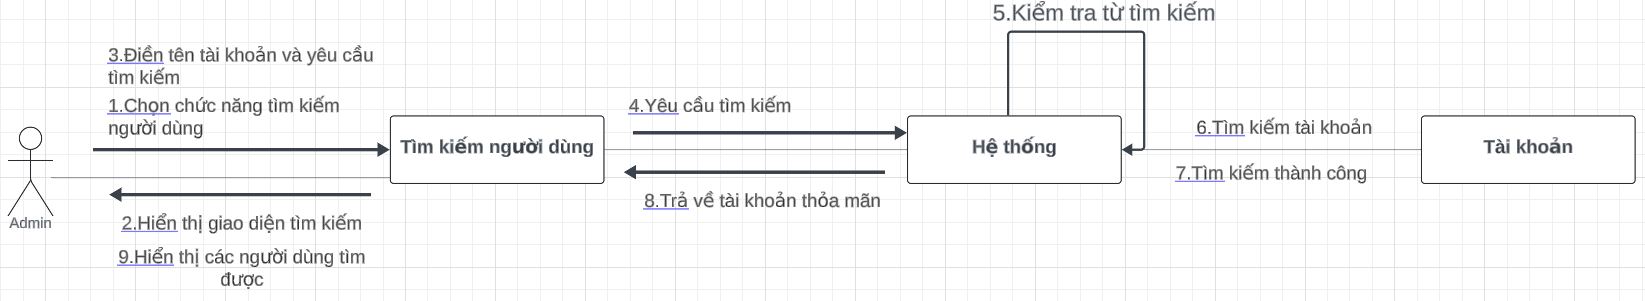 5.Kiểm tra từ tìm kiếm
3.Điền tên tài khoản và yêu cầu
tìm kiếm
1.Chọn chức năng tìm kiếm
người dùng
4.Yêu cầu tìm kiếm
6.Tìm kiếm tài khoản
Tìm kiếm người dùng
Hệ thống
Tài khoản
7.Tìm kiếm thành công
8.Trả về tài khoản thỏa mãn
Admin
2.Hiển thị giao diện tìm kiếm
9.Hiển thị các người dùng tìm
được